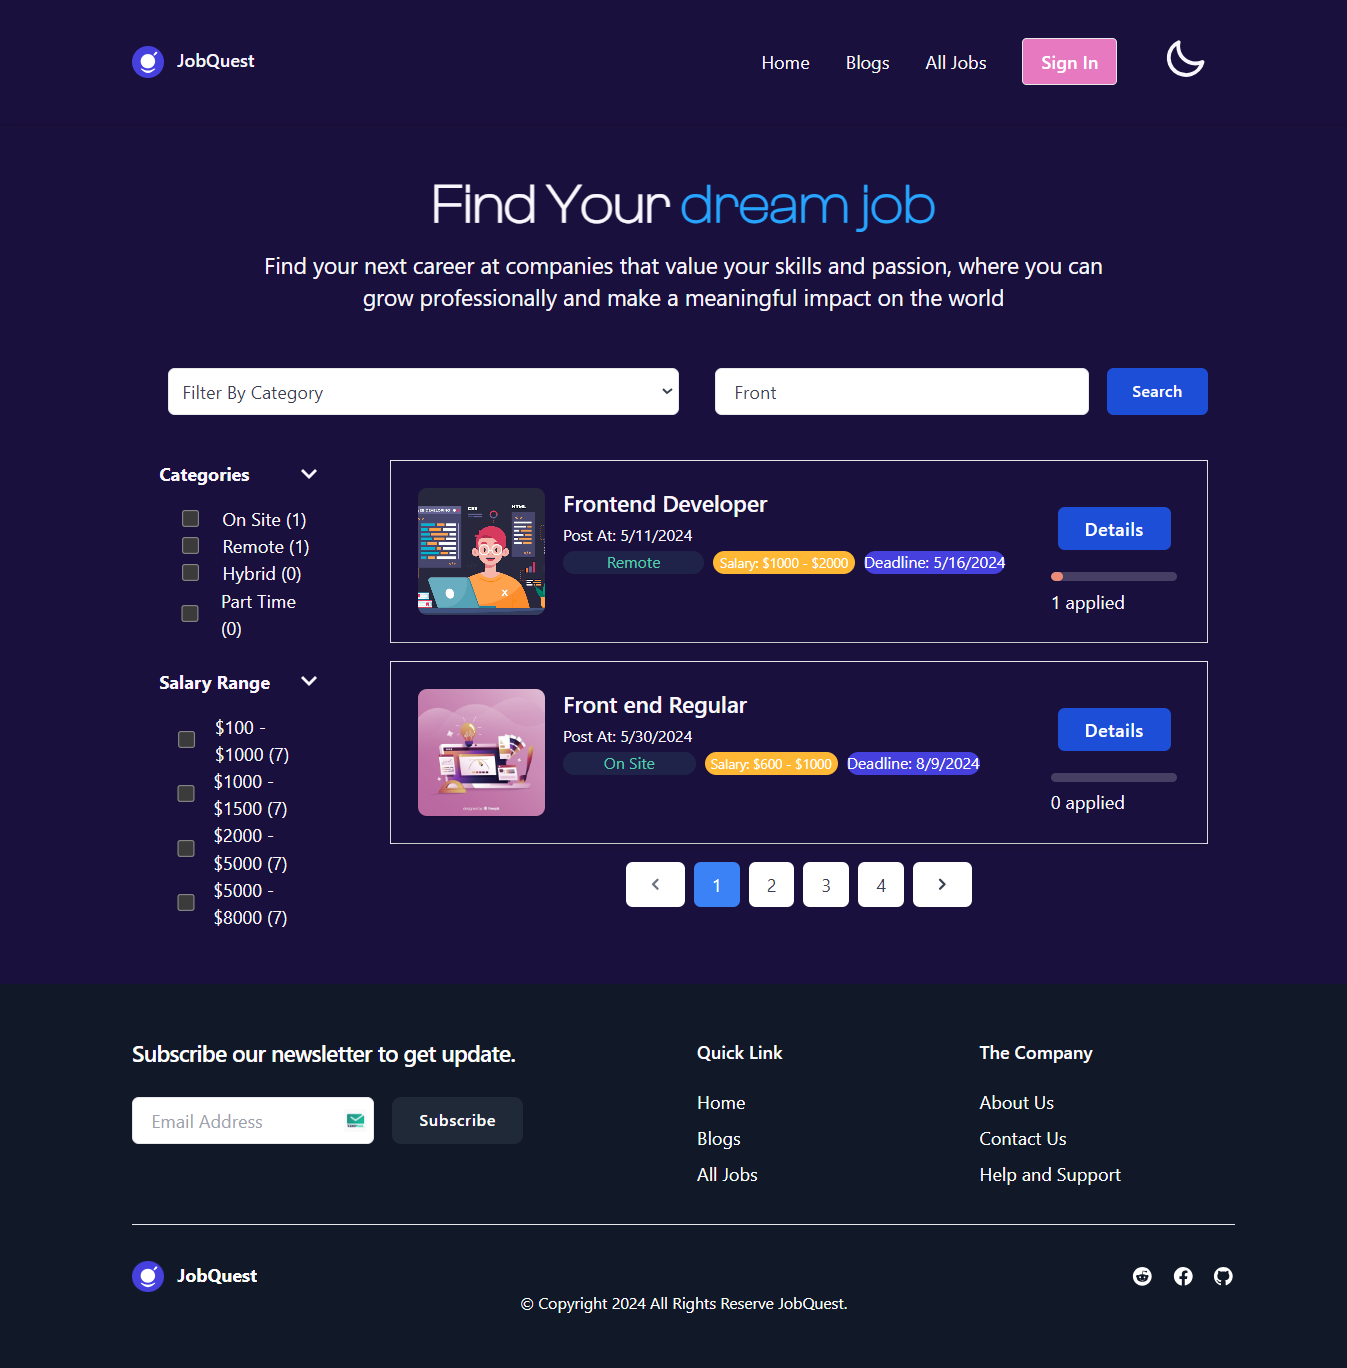 JobQuest
Home
Blogs
All Jobs
Sign In
Find Your dream job
Find your next career at companies that value your skills and passion, where you can
grow professionally and make a meaningful impact on the world
Filter By Category
Front
Search
Categories
On Site (1)
Remote (1)
Hybrid (0)
Part Time
(0)
Salary Range
$100 -
$1000 (7)
$1000 -
$1500 (7)
$2000 -
$5000 (7)
$5000 -
$8000 (7)
Frontend Developer
Post At: 5/11/2024
Remote
Salary: $1000 - $2000
Deadline: 5/16/2024
Details
1 applied
Front end Regular
Post At: 5/30/2024
On Site
Salary: $600 - $1000
Deadline: 8/9/2024
Details
0 applied
1
2
3
4
Subscribe our newsletter to get update.
Email Address
Subscribe
Quick Link
Home
Blogs
All Jobs
The Company
About Us
Contact Us
Help and Support
JobQuest
© Copyright 2024 All Rights Reserve JobQuest.